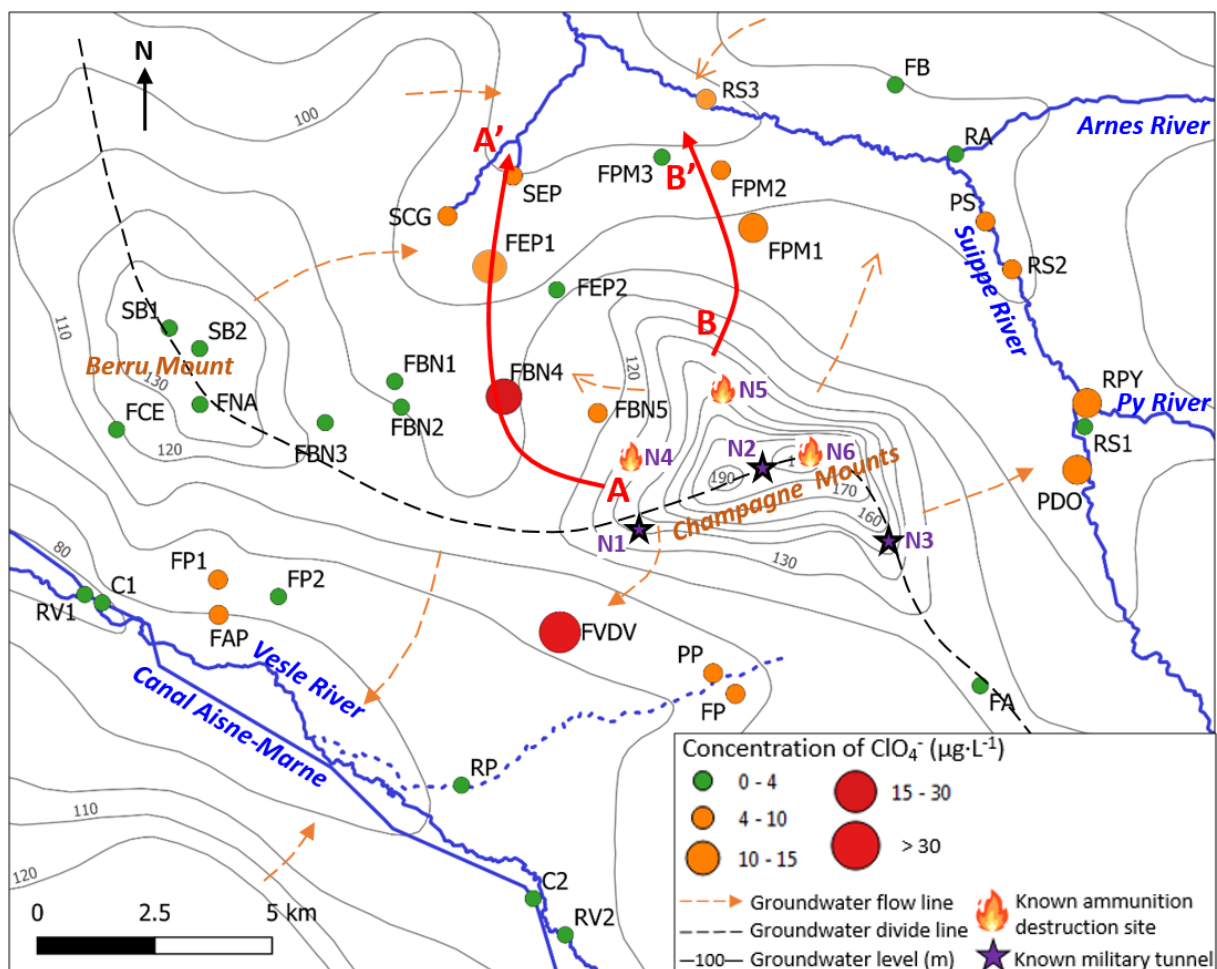 N
100
RS3
FB
Arnes River
RA
A'
SEP
FPM3
B'
FPM2
SCG
PS
FEP1
FPM1
Suippe River
RS2
FEP2
110
SB1
SB2
Berru Mount
130
B
120
FBN1
FBN4
N5
RPY
FCE
FNA
FBN2
FBN5
Py River
RS1
120
FBN3
N4
N2
N6
190
1
A
Champagne Mounts
170
PDO
160
N1
N3
80
FP1
130
C1
FP2
RV1
FAP
FVDV
Vesle River
PP
FA
FP
Canal Aisne-Marne
RP
110
120
C2
RV2
0 2.5 5 km
Concentration of ClO₄⁻ (µg·L⁻¹)
0 - 4
15 - 30
4 - 10
10 - 15
> 30
Groundwater flow line
Known ammunition
destruction site
Groundwater divide line
—100— Groundwater level (m)
Known military tunnel